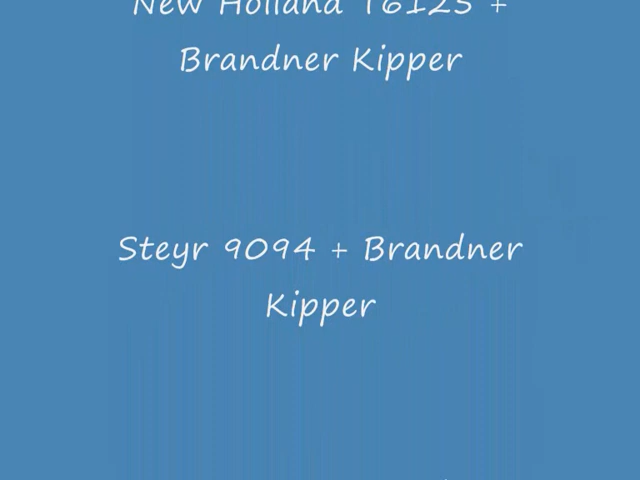 New Holland T6125 +
Brandner Kipper
Steyr 9094 + Brandner
Kipper